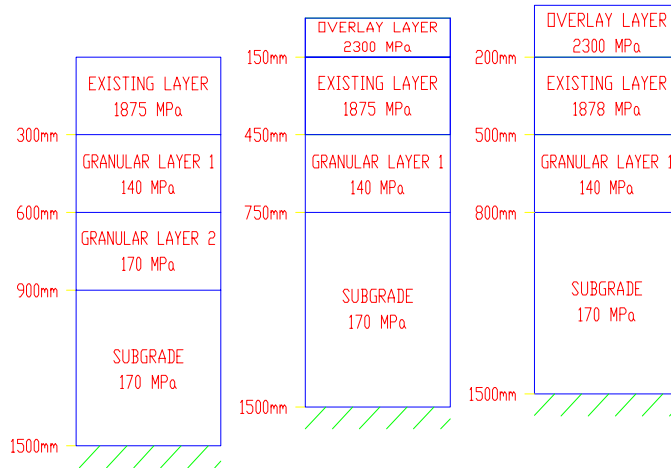 EXISTING LAYER
1875 MPa
300mm
GRANULAR LAYER 1
140 MPa
600mm
GRANULAR LAYER 2
170 MPa
900mm
SUBGRADE
170 MPa
1500mm
OVERLAY LAYER
2300 MPa
150mm
EXISTING LAYER
1875 MPa
450mm
GRANULAR LAYER 1
140 MPa
750mm
SUBGRADE
170 MPa
1500mm
OVERLAY LAYER
2300 MPa
200mm
EXISTING LAYER
1878 MPa
500mm
GRANULAR LAYER 1
140 MPa
800mm
SUBGRADE
170 MPa
1500mm